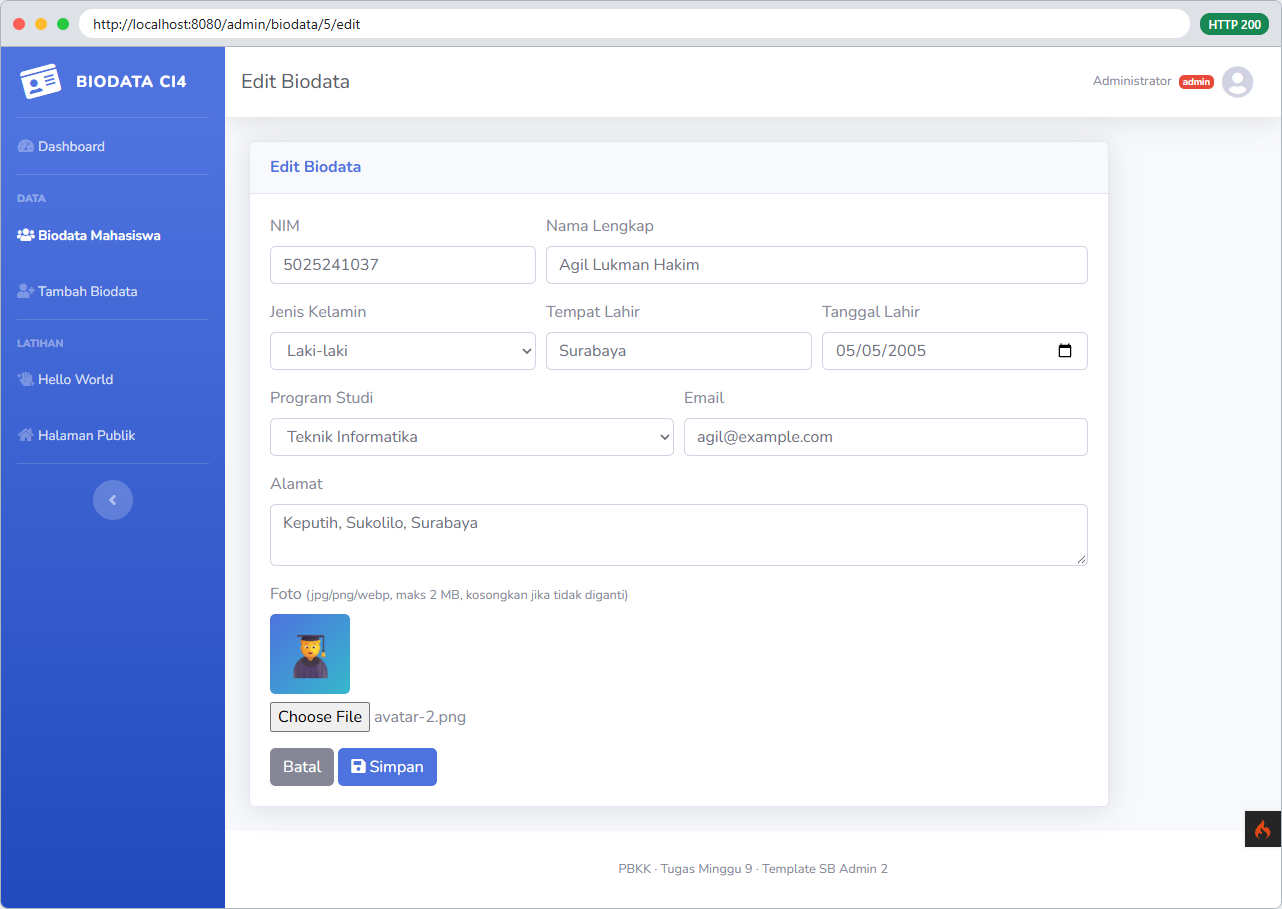 http://localhost:8080/admin/biodata/5/edit HTTP 200
BIODATA CI4
Dashboard
DATA
Biodata Mahasiswa
Tambah Biodata
LATIHAN
Hello World
Halaman Publik
Edit Biodata
Administrator admin
Edit Biodata
NIM Nama Lengkap
5025241037 Agil Lukman Hakim
Jenis Kelamin Tempat Lahir Tanggal Lahir
Laki-laki Surabaya 05/05/2005
Program Studi Email
Teknik Informatika agil@example.com
Alamat
Keputih, Sukolilo, Surabaya
Foto (jpg/png/webp, maks 2 MB, kosongkan jika tidak diganti)
Choose File avatar-2.png
Batal Simpan
PBKK · Tugas Minggu 9 · Template SB Admin 2